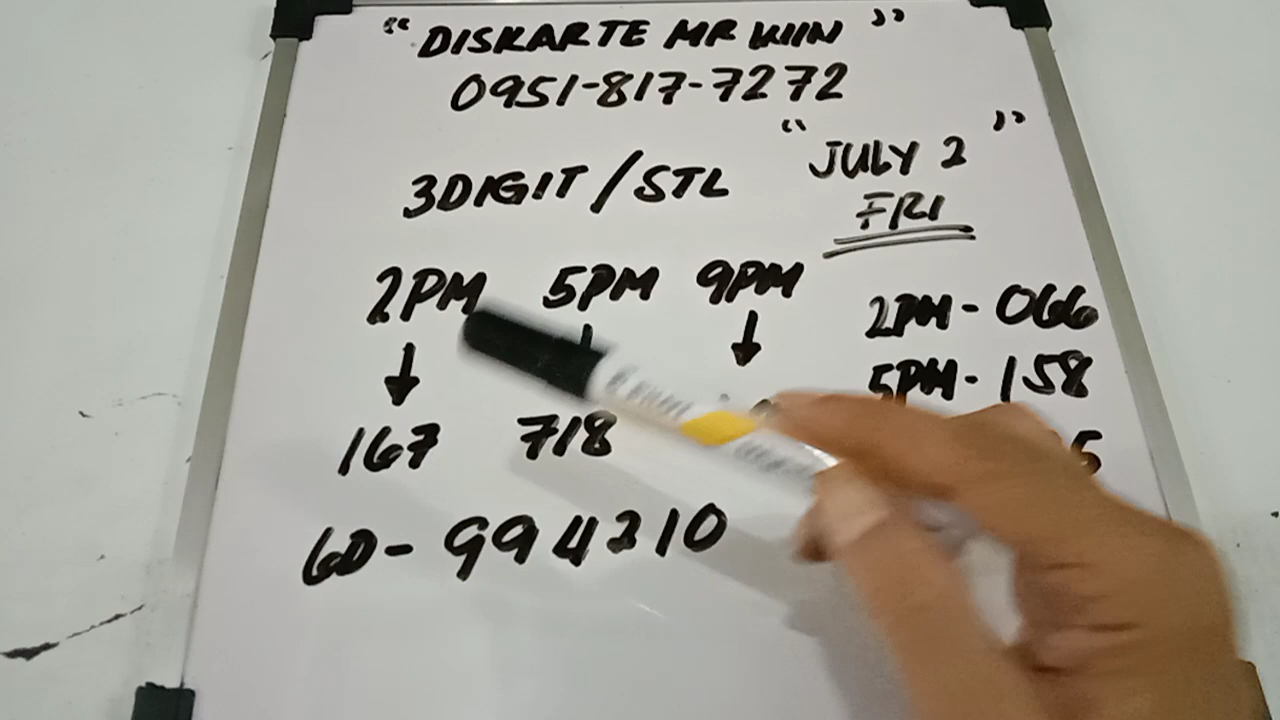 “DISKARTE MR WIN”
0951-817-7272
“JULY 2”
3DIGIT/STL
FRI
2PM 5PM 9PM
2PM-066
5PM-158
5
167 718
6D-994210